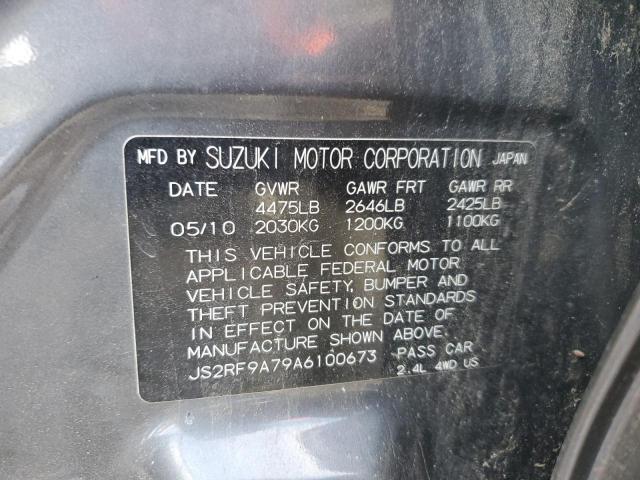 MFD BY SUZUKI MOTOR CORPORATION JAPAN
DATE GVWR GAWR FRT GAWR RR
4475LB 2646LB 2425LB
05/10 2030KG 1200KG 1100KG
THIS VEHICLE CONFORMS TO ALL
APPLICABLE FEDERAL MOTOR
VEHICLE SAFETY, BUMPER AND
THEFT PREVENTION STANDARDS
IN EFFECT ON THE DATE OF
MANUFACTURE SHOWN ABOVE.
JS2RF9A79A6100673 PASS CAR
2.4L 4WD US